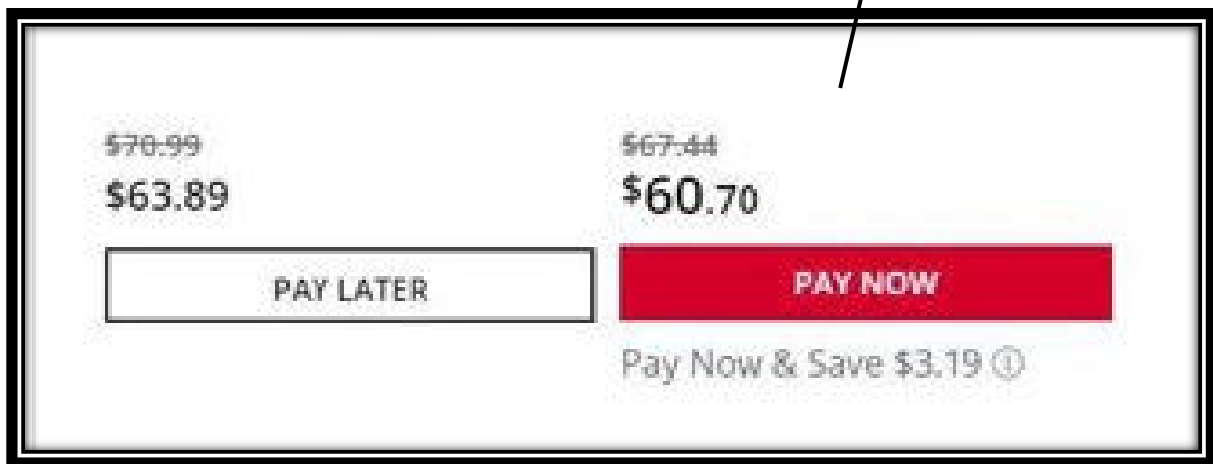 $70.99
$63.89
PAY LATER
$67.44
$60.70
PAY NOW
Pay Now & Save $3.19 ⓘ